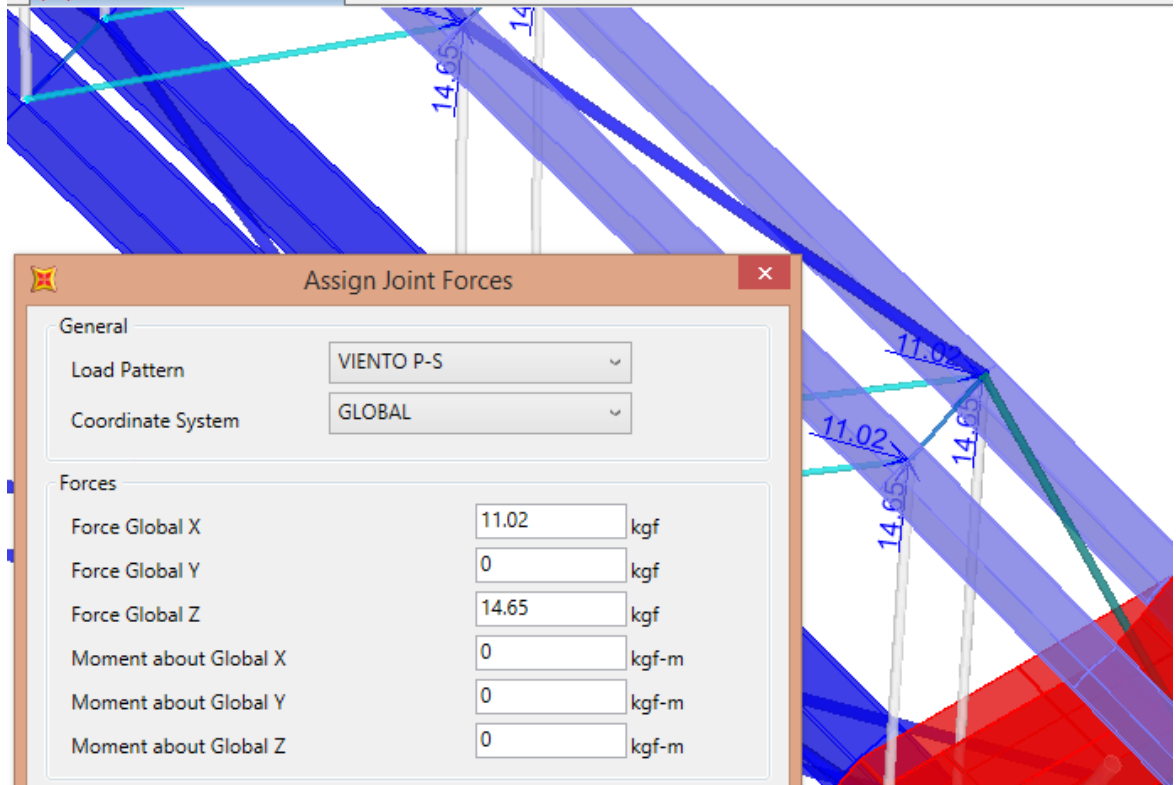 14
14.65
Assign Joint Forces
General
Load Pattern
VIENTO P-S
Coordinate System
GLOBAL
Forces
Force Global X
11.02
kgf
Force Global Y
0
kgf
Force Global Z
14.65
kgf
Moment about Global X
0
kgf-m
Moment about Global Y
0
kgf-m
Moment about Global Z
0
kgf-m
11.02
11.02
14.65
14.65